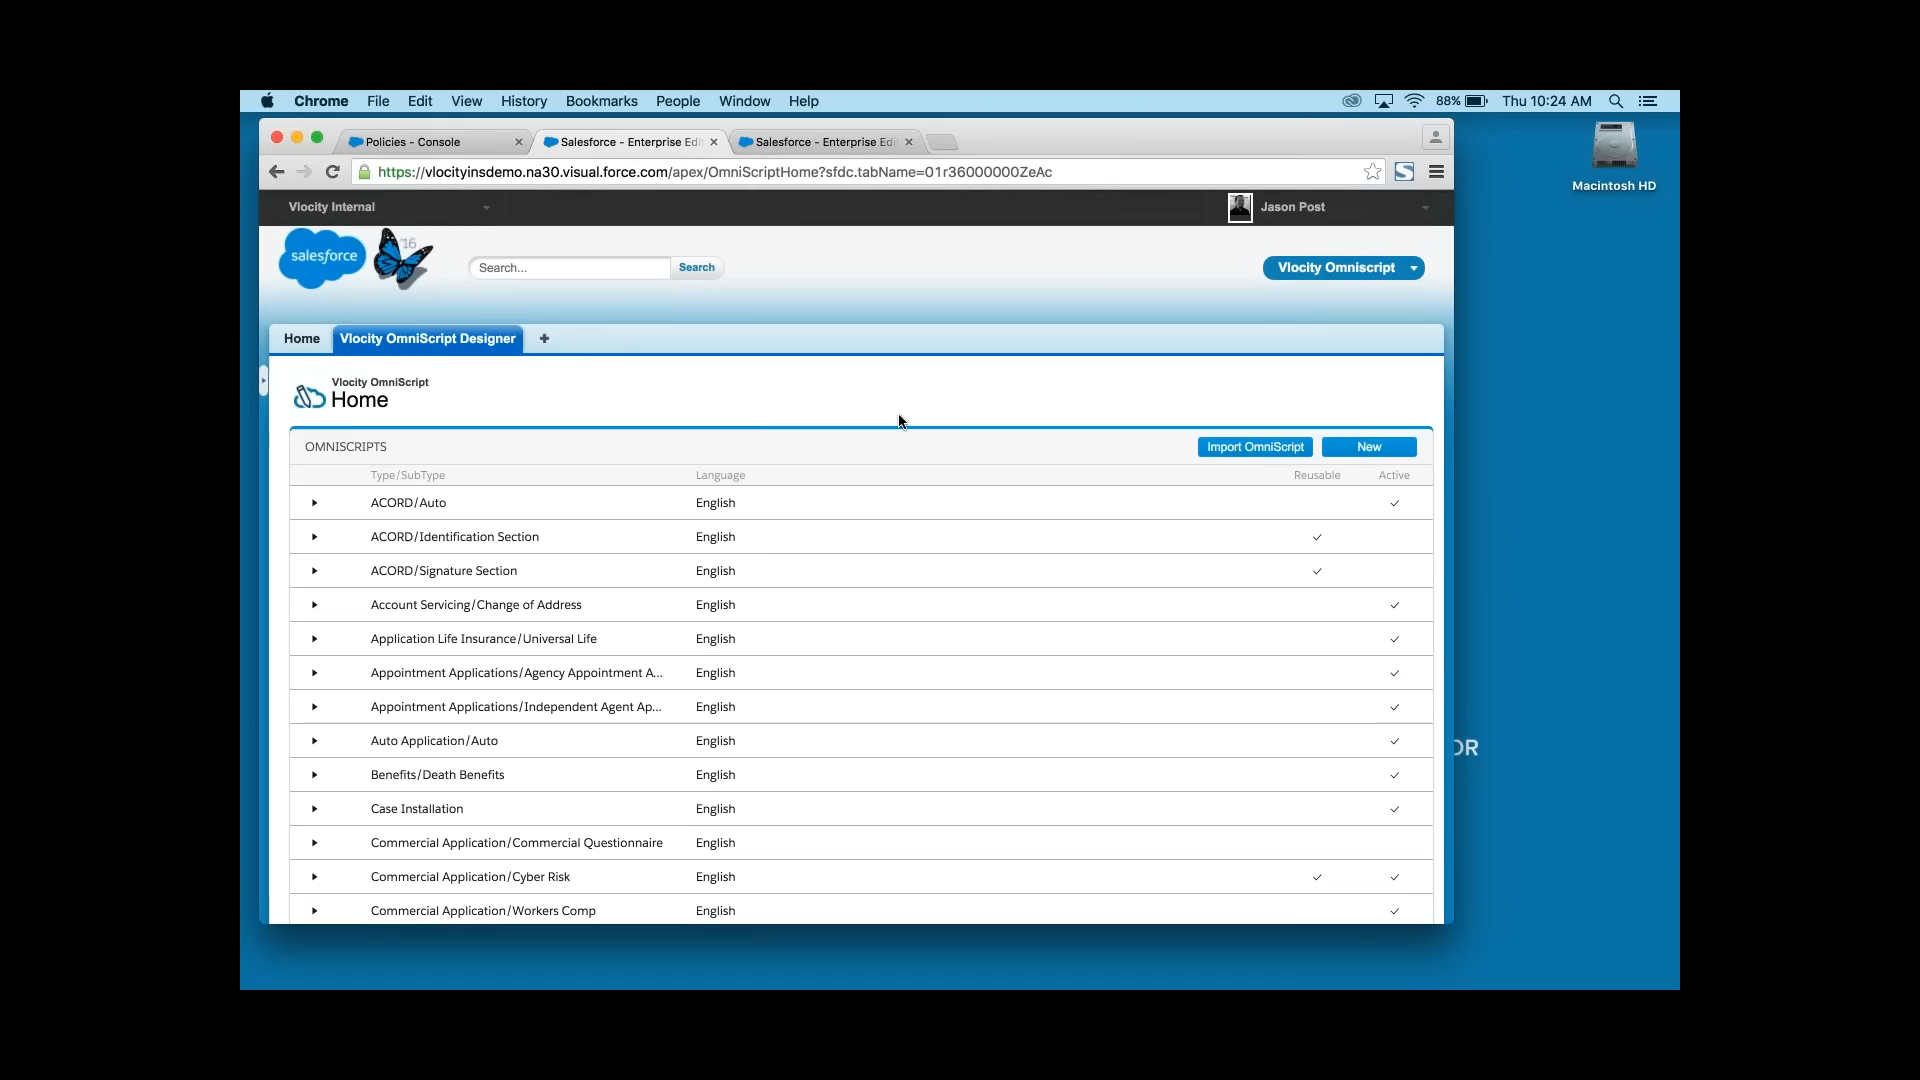 Chrome File Edit View History Bookmarks People Window Help 88% Thu 10:24 AM
Policies - Console Salesforce - Enterprise Edi Salesforce - Enterprise Edi
https://vlocityinsdemo.na30.visual.force.com/apex/OmniScriptHome?sfdc.tabName=01r36000000ZeAc
Macintosh HD
Vlocity Internal Jason Post
salesforce '16
Search... Search Vlocity Omniscript
Home Vlocity OmniScript Designer +
Vlocity OmniScript
Home
OMNISCRIPTS Import OmniScript New
Type/SubType Language Reusable Active
ACORD/Auto English
ACORD/Identification Section English
ACORD/Signature Section English
Account Servicing/Change of Address English
Application Life Insurance/Universal Life English
Appointment Applications/Agency Appointment A... English
Appointment Applications/Independent Agent Ap... English
Auto Application/Auto English
Benefits/Death Benefits English
Case Installation English
Commercial Application/Commercial Questionnaire English
Commercial Application/Cyber Risk English
Commercial Application/Workers Comp English